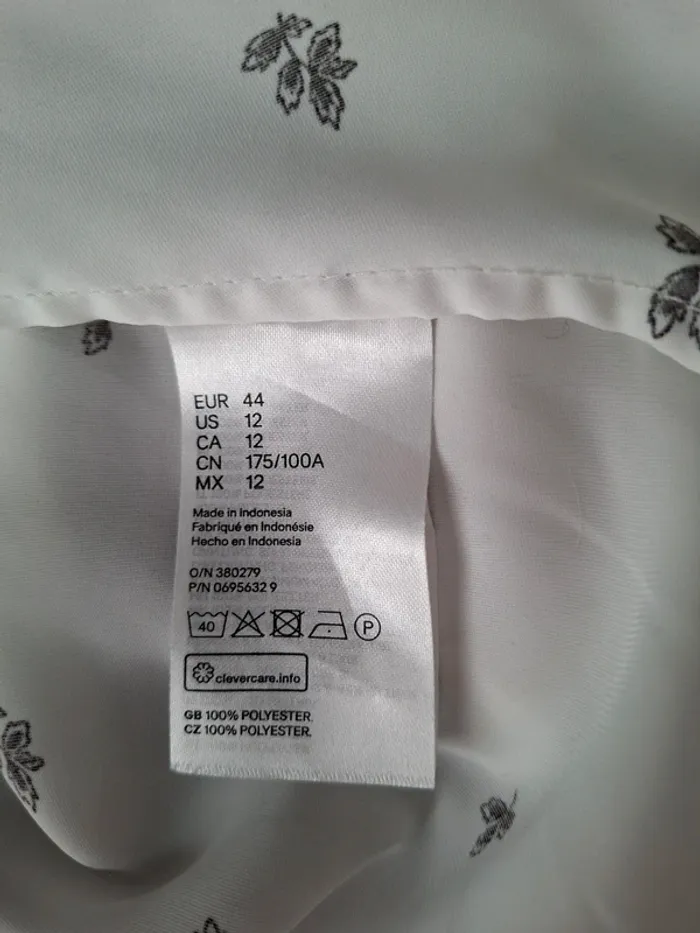 EUR 44
US 12
CA 12
CN 175/100A
MX 12
Made in Indonesia
Fabriqué en Indonésie
Hecho en Indonesia
O/N 380279
P/N 0695632 9
40 P
clevercare.info
GB 100% POLYESTER.
CZ 100% POLYESTER.